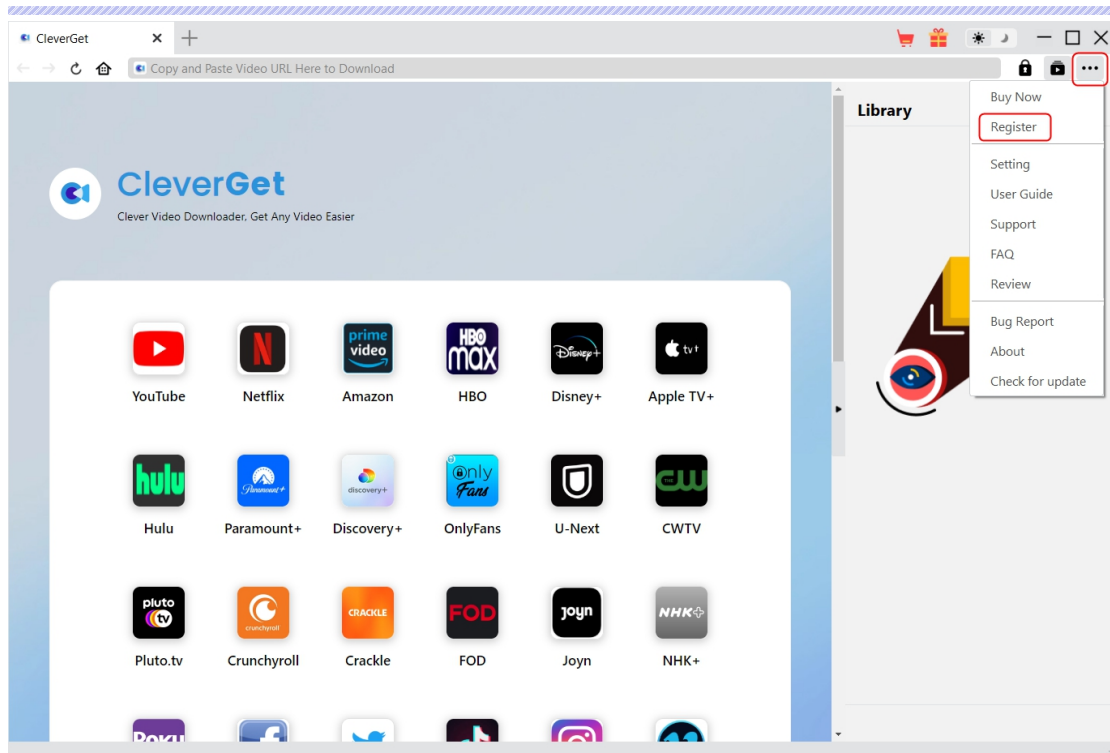 CleverGet
Copy and Paste Video URL Here to Download
Buy Now
Register
Setting
User Guide
Support
FAQ
Review
Bug Report
About
Check for update
Library
CleverGet
Clever Video Downloader, Get Any Video Easier
prime video
HBO max
Disney+
tv+
YouTube Netflix Amazon HBO Disney+ Apple TV+
hulu
Paramount+
discovery+
Only Fans
THE CW
Hulu Paramount+ Discovery+ OnlyFans U-Next CWTV
pluto tv
crunchyroll
CRACKLE
FOD
Joyn
NHK+
Pluto.tv Crunchyroll Crackle FOD Joyn NHK+
Roku